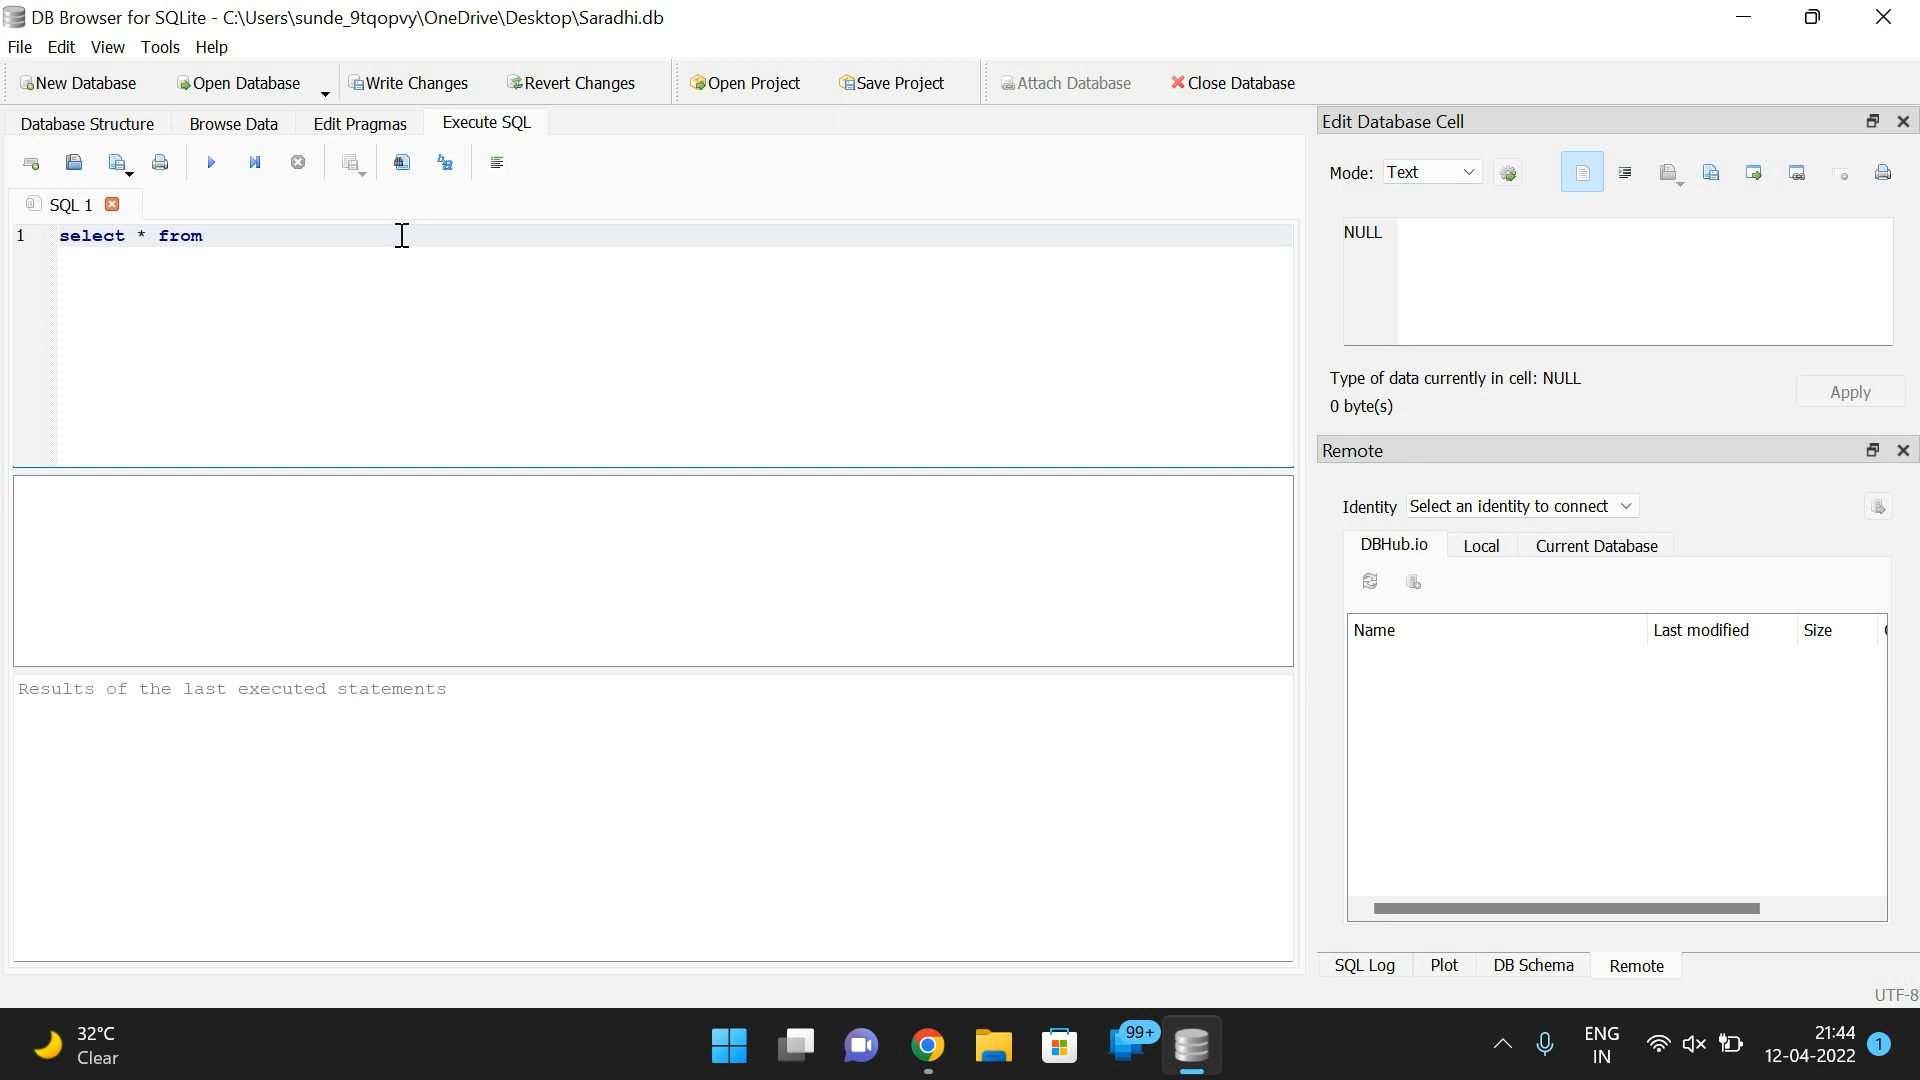 DB Browser for SQLite - C:\Users\sunde_9tqopvy\OneDrive\Desktop\Saradhi.db
File Edit View Tools Help
New Database Open Database Write Changes Revert Changes Open Project Save Project Attach Database Close Database
Database Structure Browse Data Edit Pragmas Execute SQL
SQL 1
1 select * from
Results of the last executed statements
Edit Database Cell
Mode: Text
NULL
Type of data currently in cell: NULL
0 byte(s)
Apply
Remote
Identity Select an identity to connect
DBHub.io Local Current Database
Name Last modified Size
SQL Log Plot DB Schema Remote
UTF-8
32°C
Clear
99+
ENG
IN
21:44
12-04-2022
1